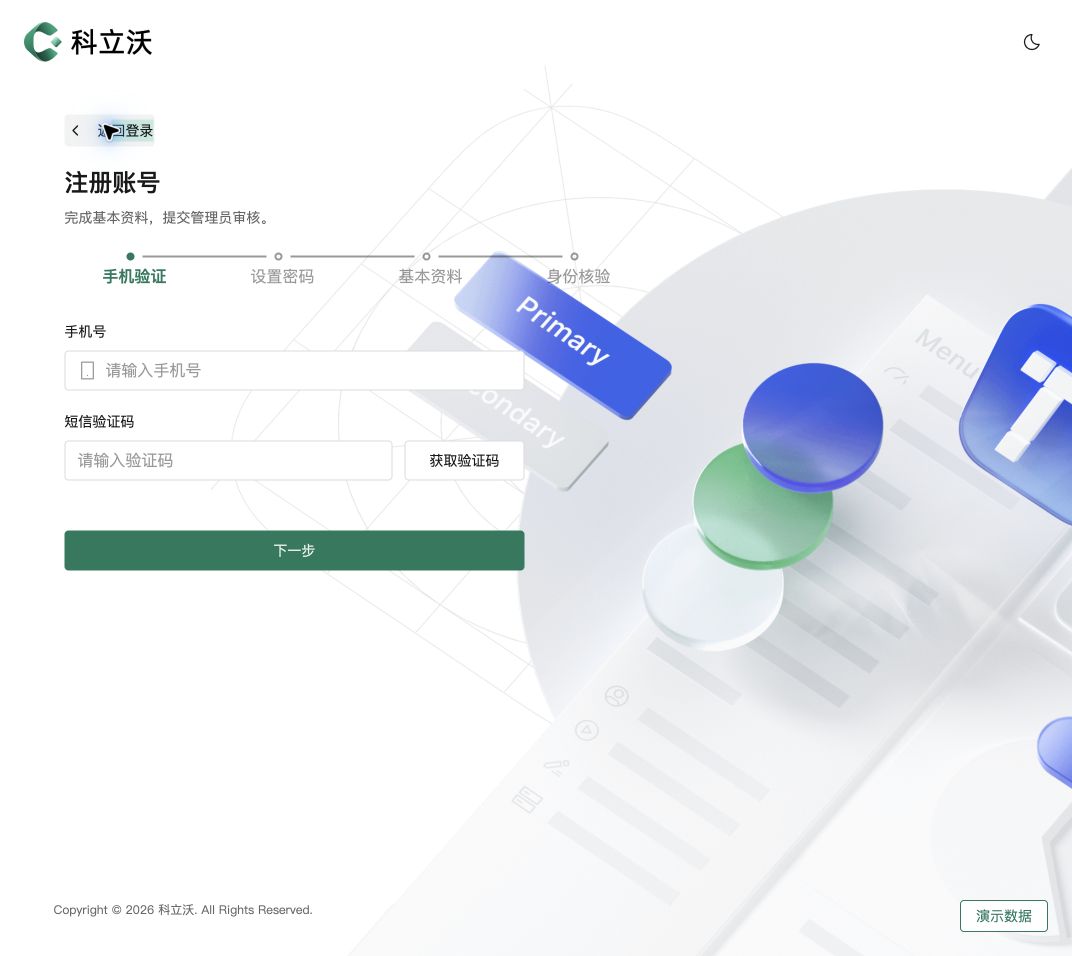 科立沃
返回登录
注册账号
完成基本资料，提交管理员审核。
手机验证
设置密码
基本资料
身份核验
手机号
请输入手机号
短信验证码
请输入验证码
获取验证码
下一步
Primary
condary
Menu
T
Copyright © 2026 科立沃. All Rights Reserved.
演示数据